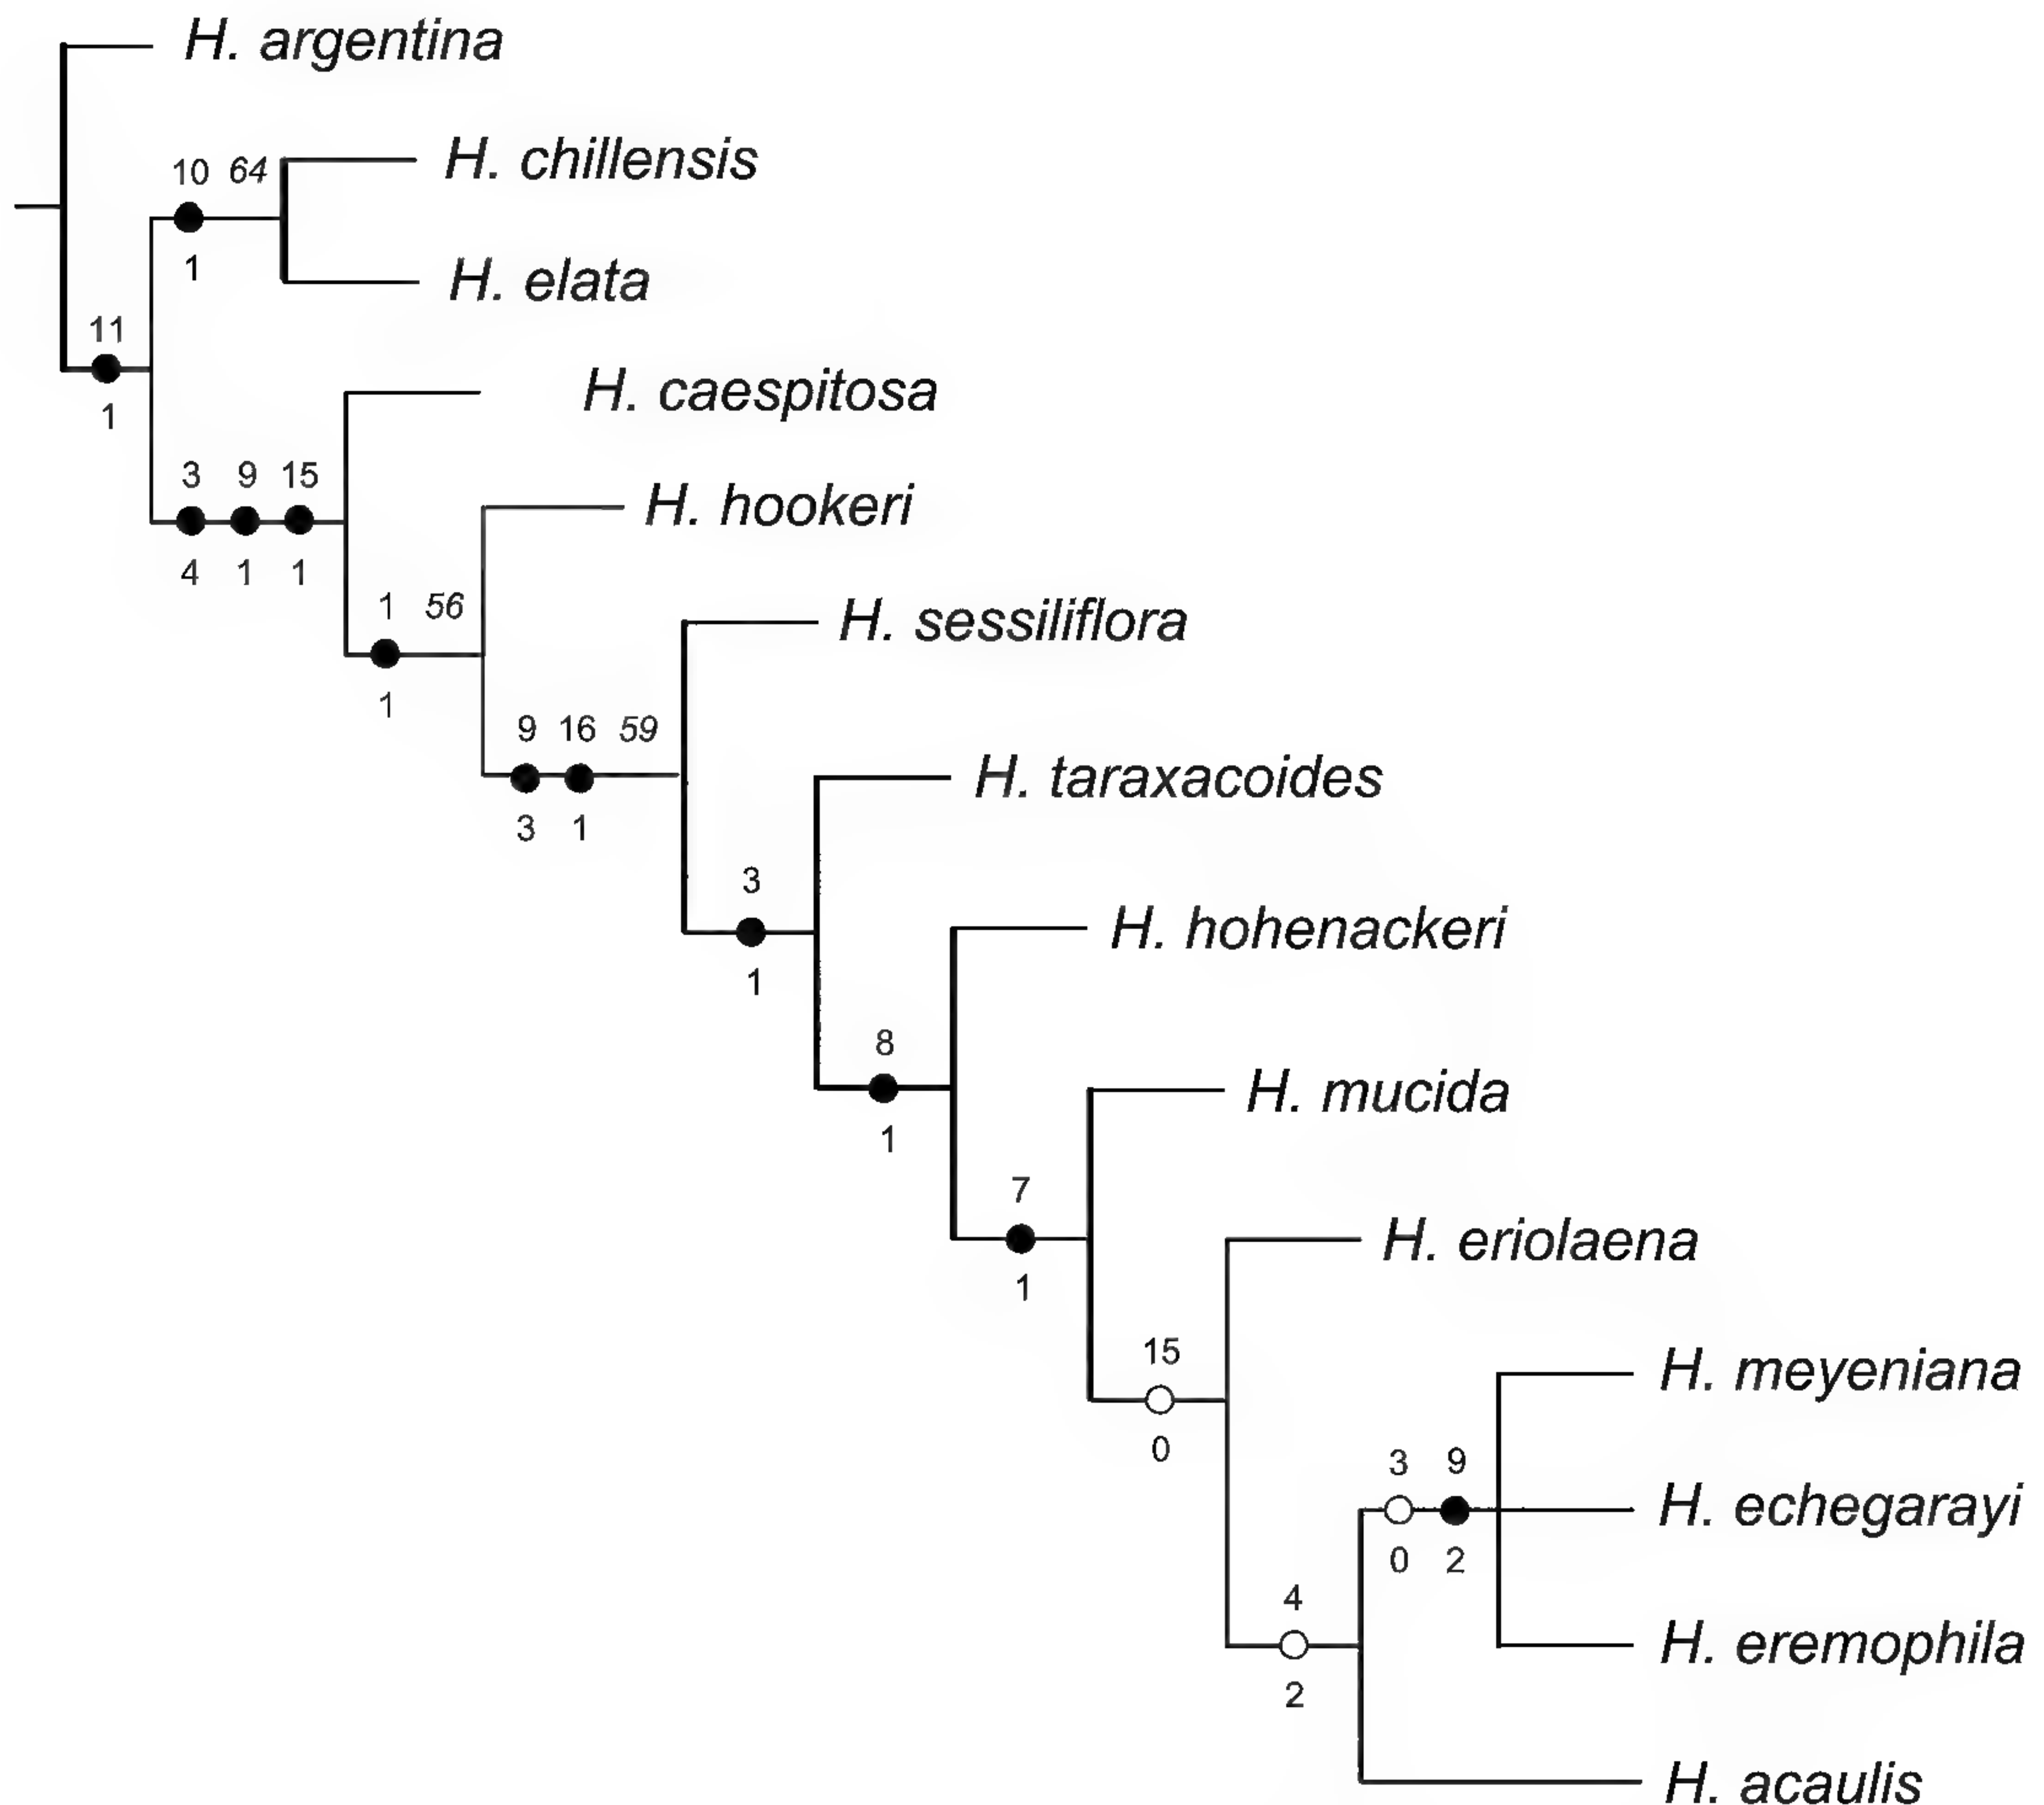 H. argentina
10 64
H. chillensis
1
H. elata
11
1
H. caespitosa
3 9 15
4 1 1
H. hookeri
1 56
1
H. sessiliflora
9 16 59
3 1
H. taraxacoides
3
1
H. hohenackeri
8
1
H. mucida
7
1
H. eriolaena
15
0
H. meyeniana
3 9
H. echegarayi
0 2
4
H. eremophila
2
H. acaulis